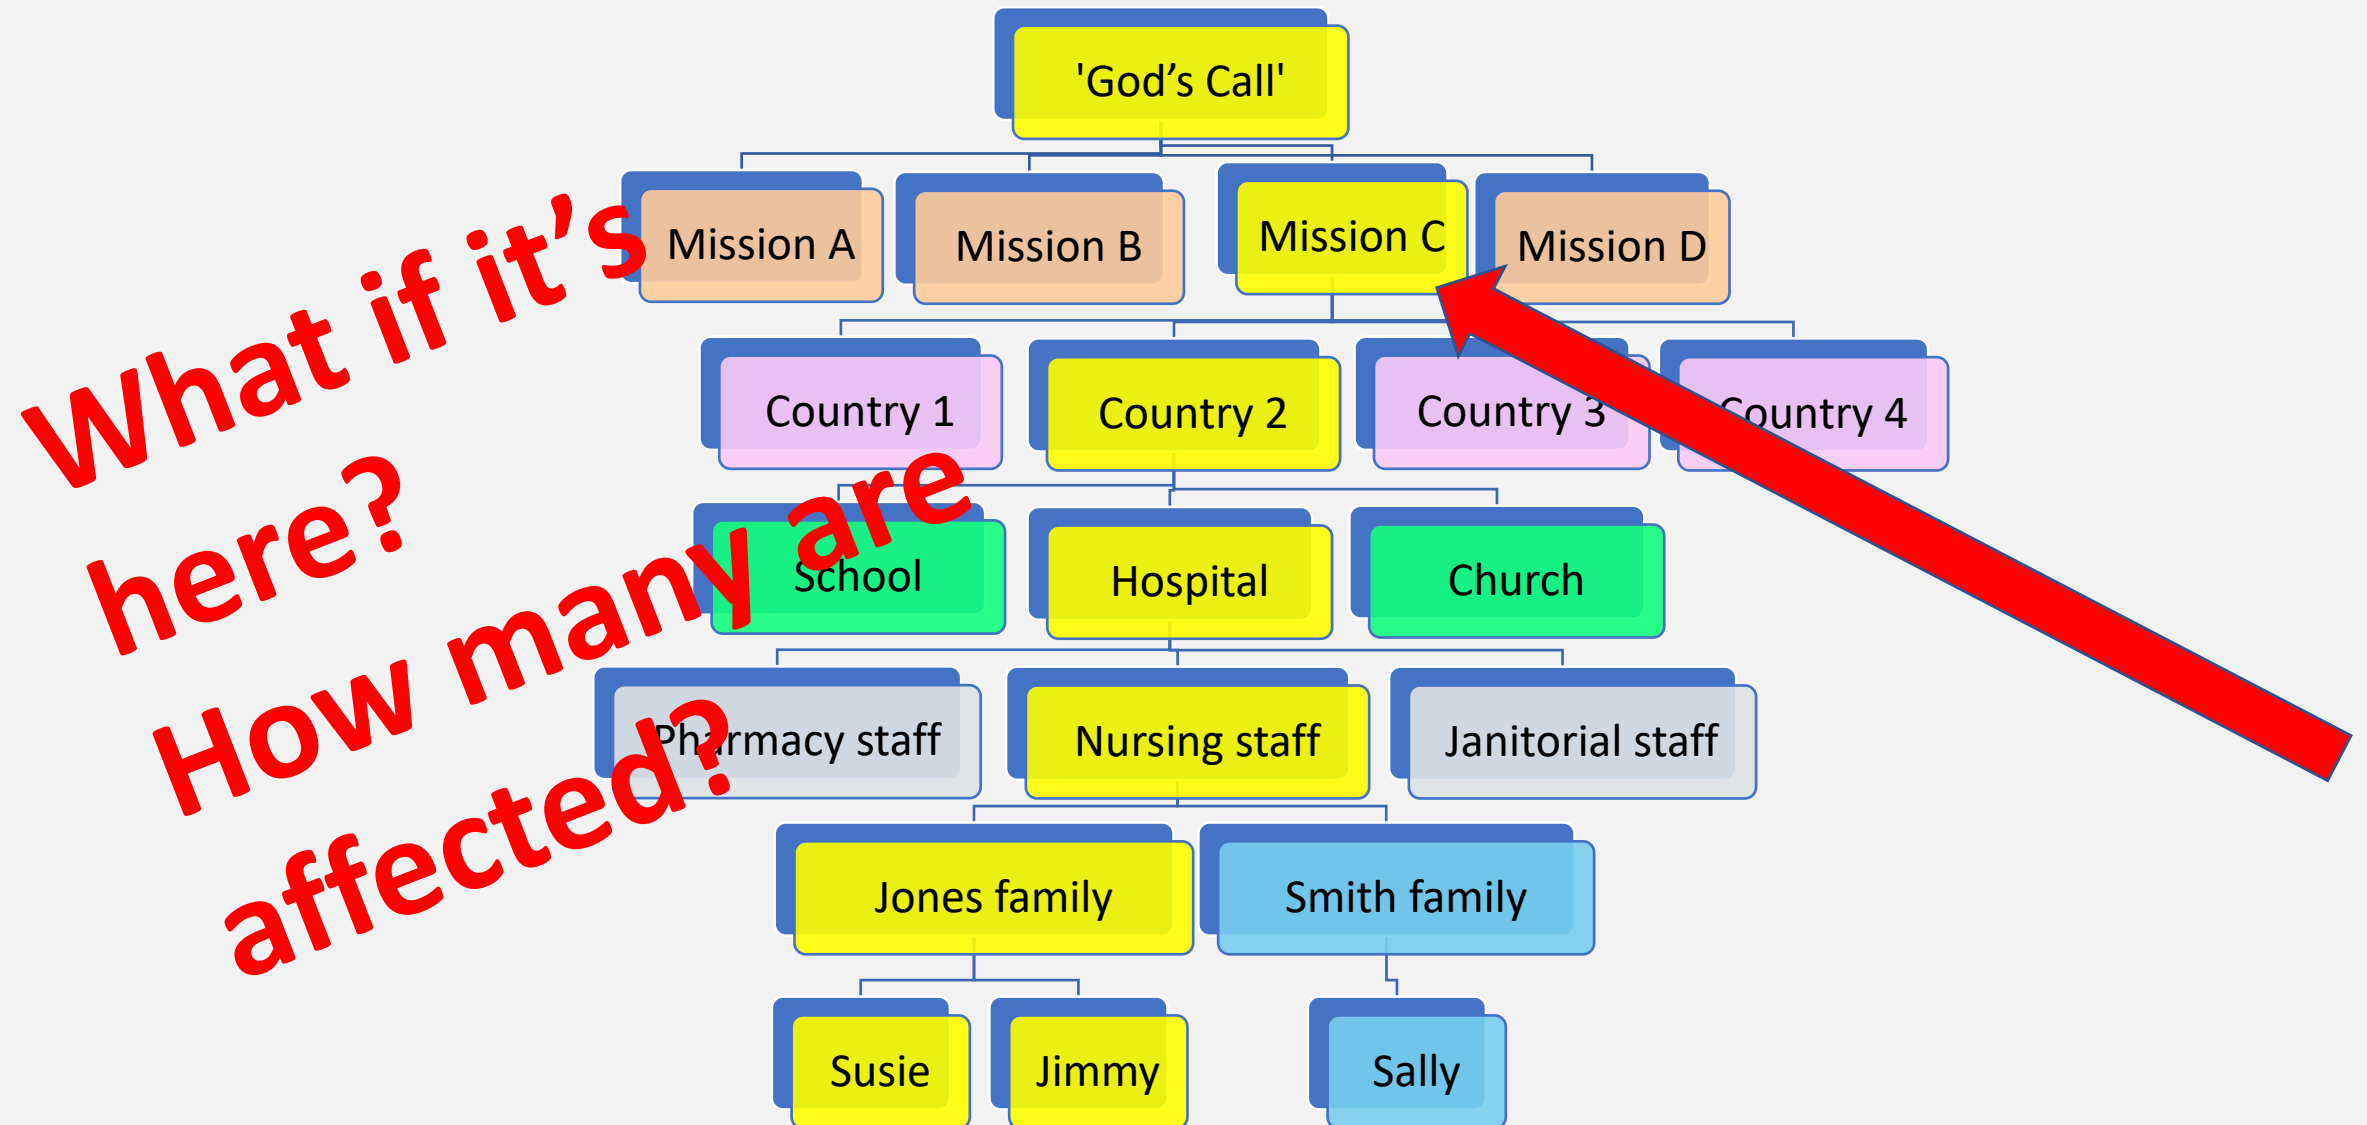 'God’s Call'
Mission A
Mission B
Mission C
Mission D
Country 1
Country 2
Country 3
Country 4
School
Hospital
Church
Pharmacy staff
Nursing staff
Janitorial staff
Jones family
Smith family
Susie
Jimmy
Sally
What if it’s
here?
How many are
affected?